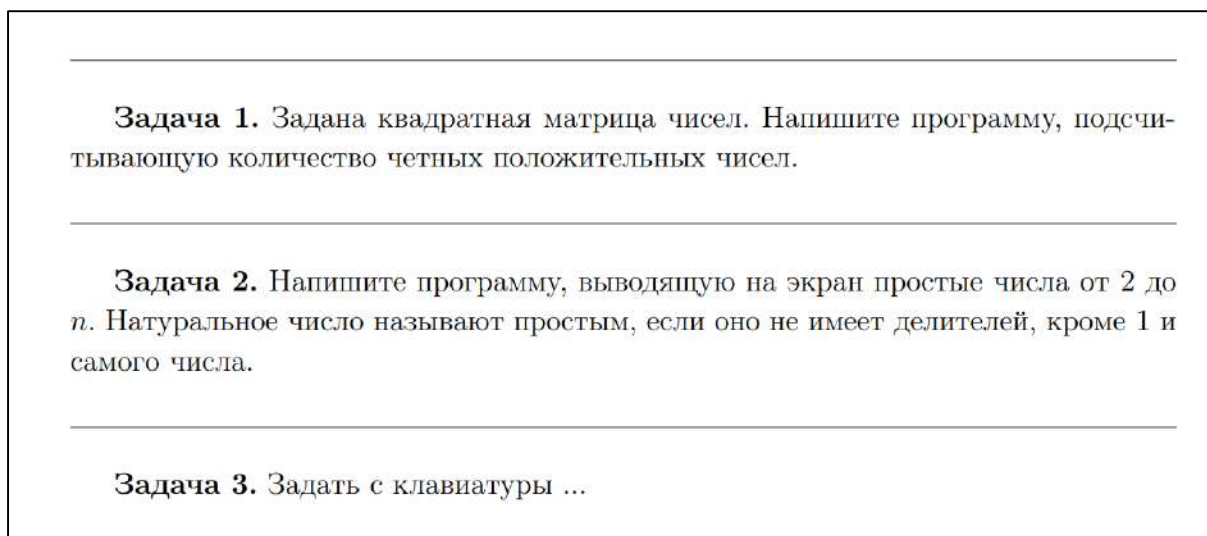 Задача 1. Задана квадратная матрица чисел. Напишите программу, подсчи-
тывающую количество четных положительных чисел.
Задача 2. Напишите программу, выводящую на экран простые числа от 2 до
n. Натуральное число называют простым, если оно не имеет делителей, кроме 1 и
самого числа.
Задача 3. Задать с клавиатуры ...